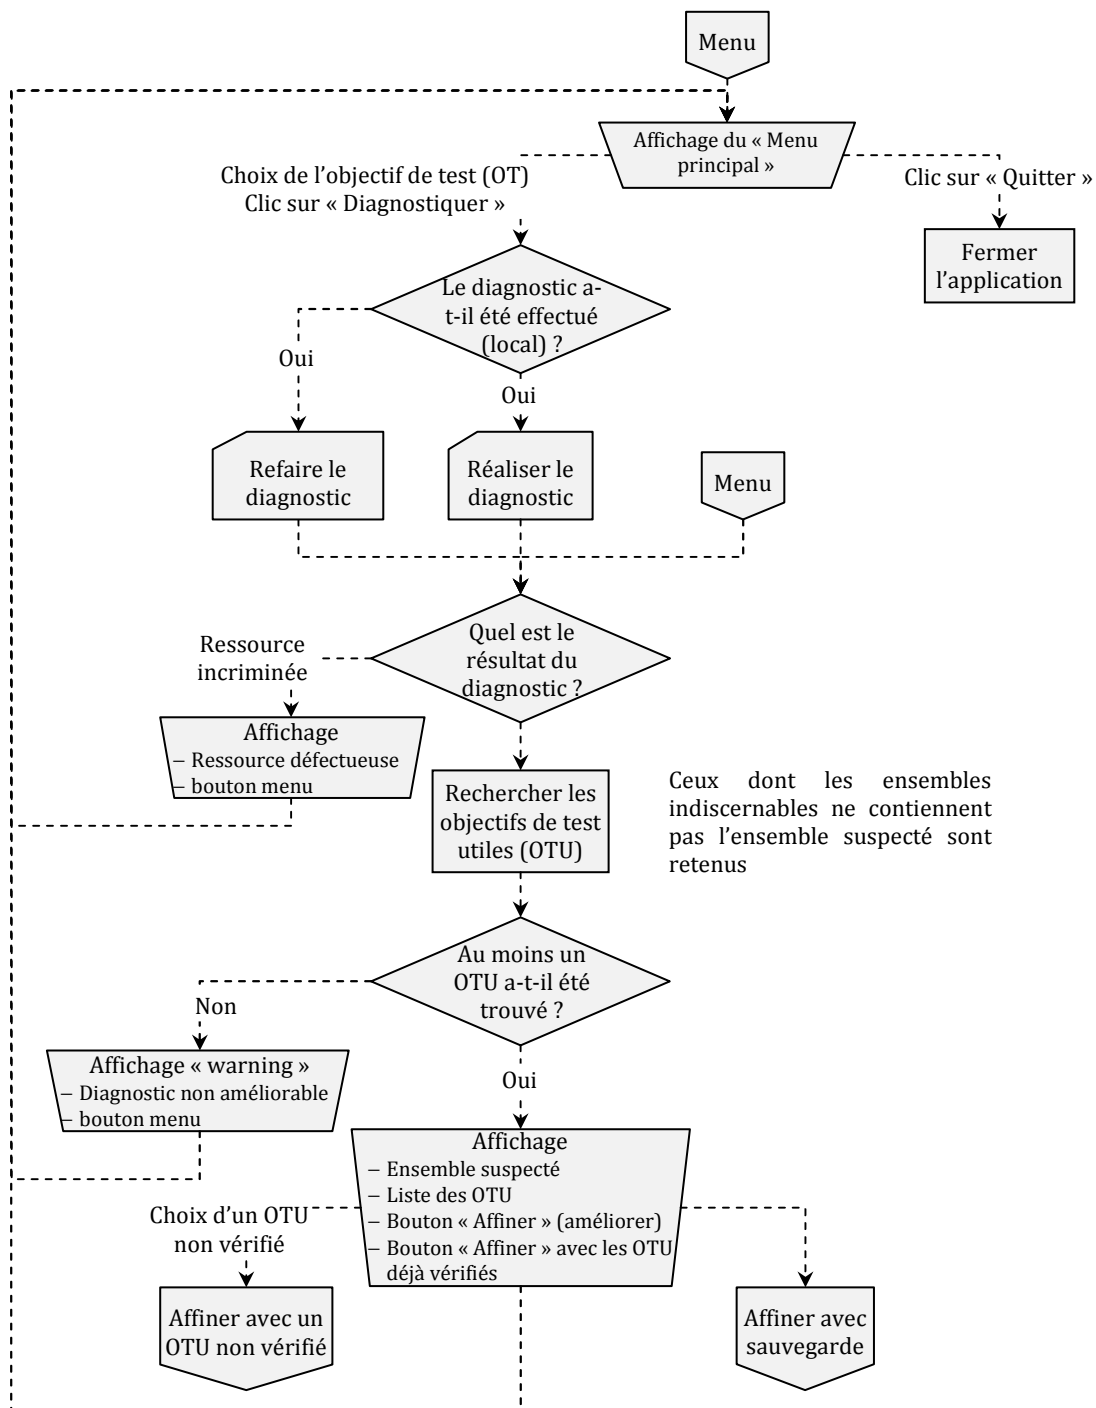 Menu
Affichage du « Menu
principal »
Choix de l’objectif de test (OT)
Clic sur « Diagnostiquer »
Clic sur « Quitter »
Fermer
l’application
Le diagnostic a-
t-il été effectué
(local) ?
Oui
Oui
Refaire le
diagnostic
Réaliser le
diagnostic
Menu
Quel est le
résultat du
diagnostic ?
Ressource
incriminée
Affichage
– Ressource défectueuse
– bouton menu
Rechercher les
objectifs de test
utiles (OTU)
Ceux dont les ensembles
indiscernables ne contiennent
pas l’ensemble suspecté sont
retenus
Au moins un
OTU a-t-il été
trouvé ?
Non
Affichage « warning »
– Diagnostic non améliorable
– bouton menu
Oui
Affichage
– Ensemble suspecté
– Liste des OTU
– Bouton « Affiner » (améliorer)
– Bouton « Affiner » avec les OTU
déjà vérifiés
Choix d’un OTU
non vérifié
Affiner avec un
OTU non vérifié
Affiner avec
sauvegarde